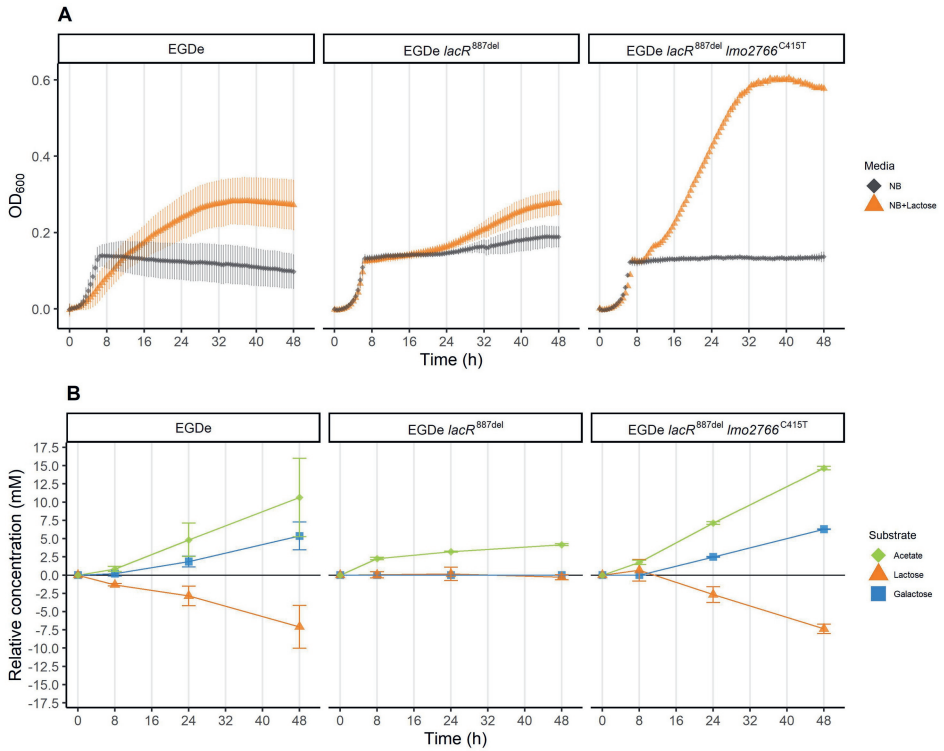 A
EGDe
EGDe lacR887del
EGDe lacR887del lmo2766C415T
OD600
0.6
0.4
0.2
0.0
0 8 16 24 32 40 48
0 8 16 24 32 40 48
0 8 16 24 32 40 48
Time (h)
Time (h)
Time (h)
Media
NB
NB+Lactose
B
EGDe
EGDe lacR887del
EGDe lacR887del lmo2766C415T
Relative concentration (mM)
17.5
15.0
12.5
10.0
7.5
5.0
2.5
0.0
-2.5
-5.0
-7.5
-10.0
-12.5
-15.0
-17.5
0 8 16 24 32 40 48
0 8 16 24 32 40 48
0 8 16 24 32 40 48
Time (h)
Time (h)
Time (h)
Substrate
Acetate
Lactose
Galactose